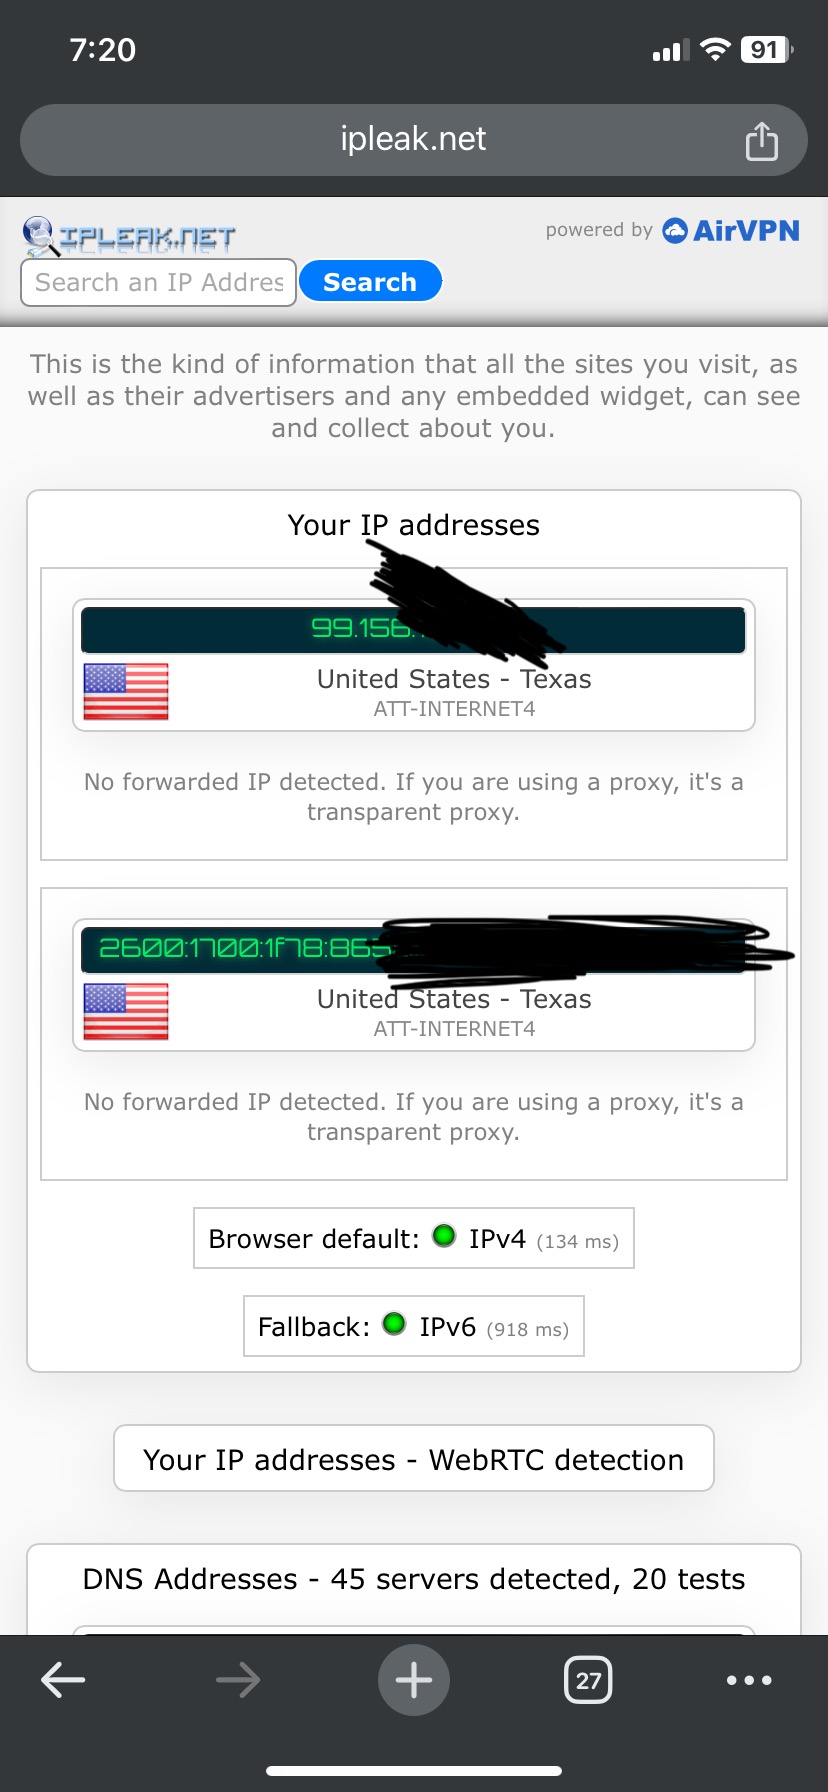 7:20
91
ipleak.net
IPLEAK.NET
powered by AirVPN
Search an IP Addres
Search
This is the kind of information that all the sites you visit, as
well as their advertisers and any embedded widget, can see
and collect about you.
Your IP addresses
99.156.
United States - Texas
ATT-INTERNET4
No forwarded IP detected. If you are using a proxy, it's a
transparent proxy.
2600:1700:1f78:865
United States - Texas
ATT-INTERNET4
No forwarded IP detected. If you are using a proxy, it's a
transparent proxy.
Browser default: IPv4 (134 ms)
Fallback: IPv6 (918 ms)
Your IP addresses - WebRTC detection
DNS Addresses - 45 servers detected, 20 tests
27